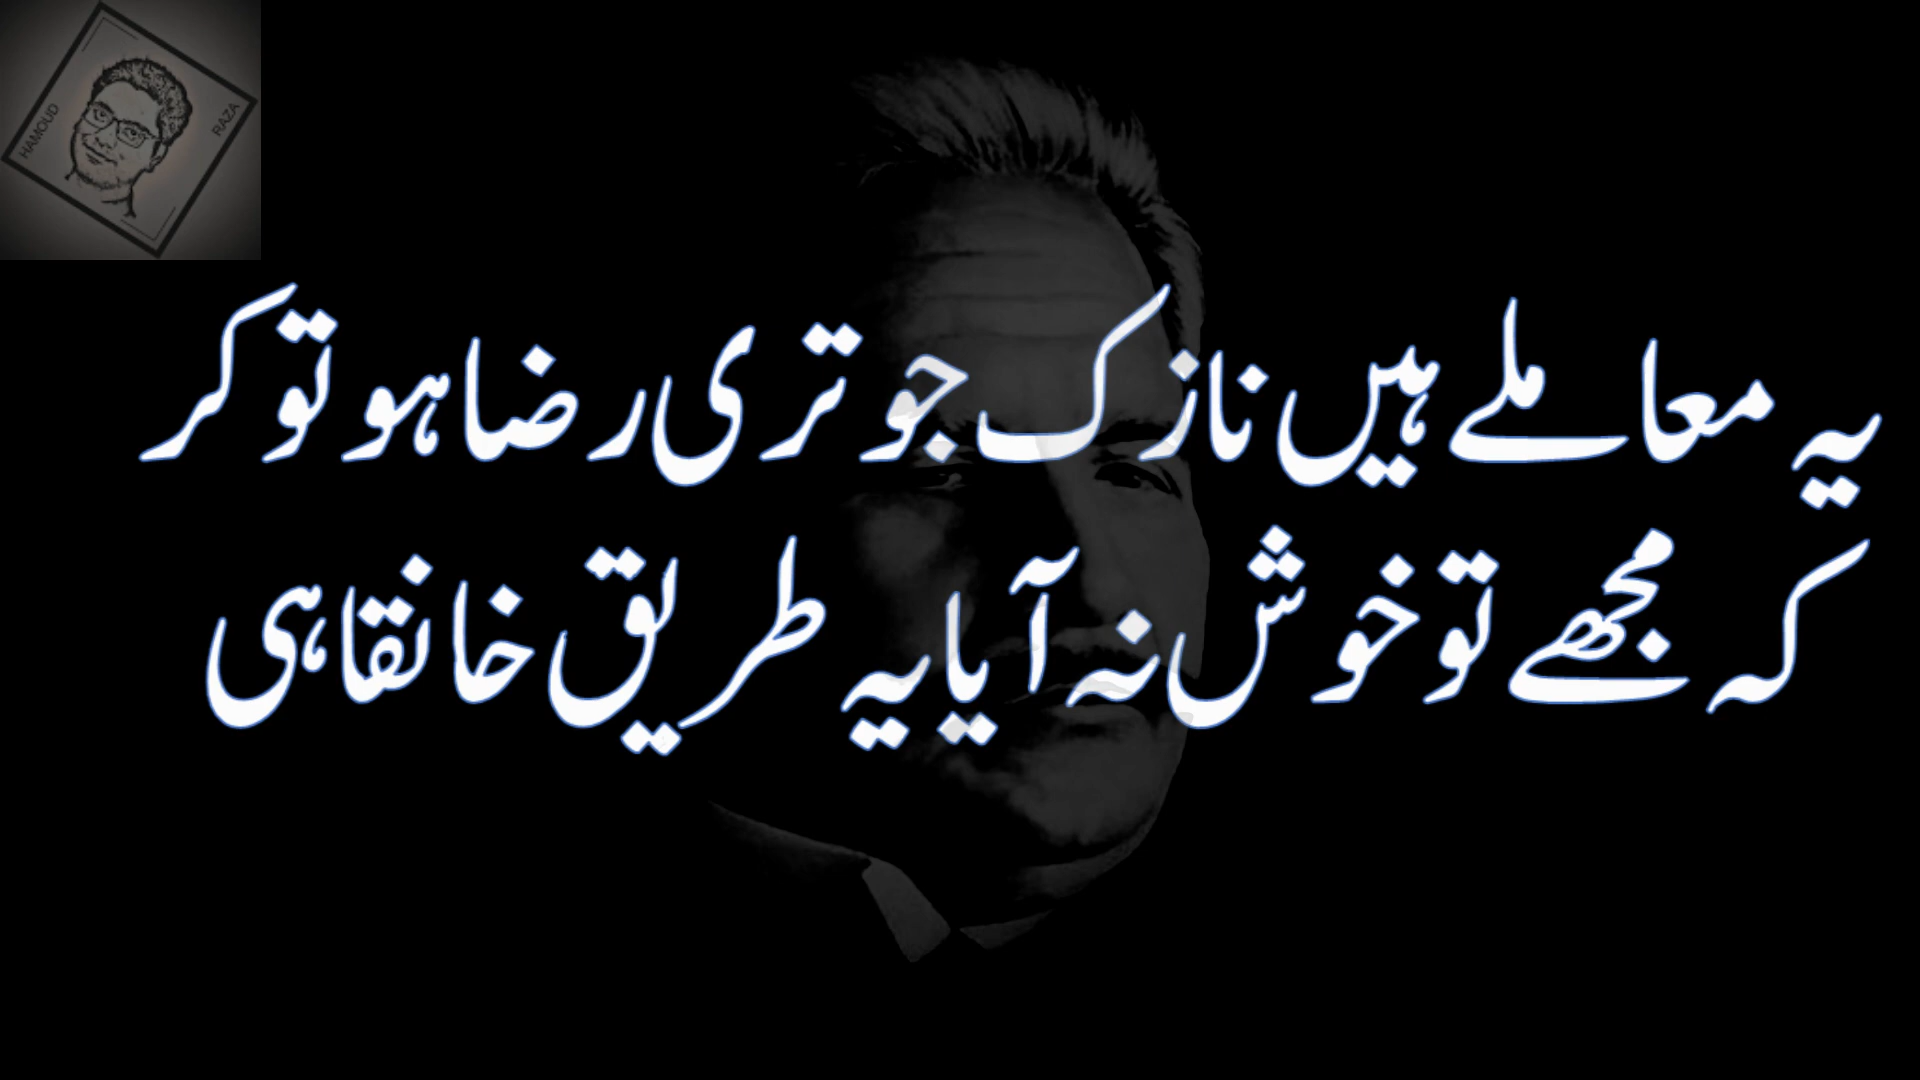 HAMOUD RAZA
یہ معاملے ہیں نازک جو تری رضا ہو تو کر
کہ مجھے تو خوش نہ آیا یہ طریق خانقاہی